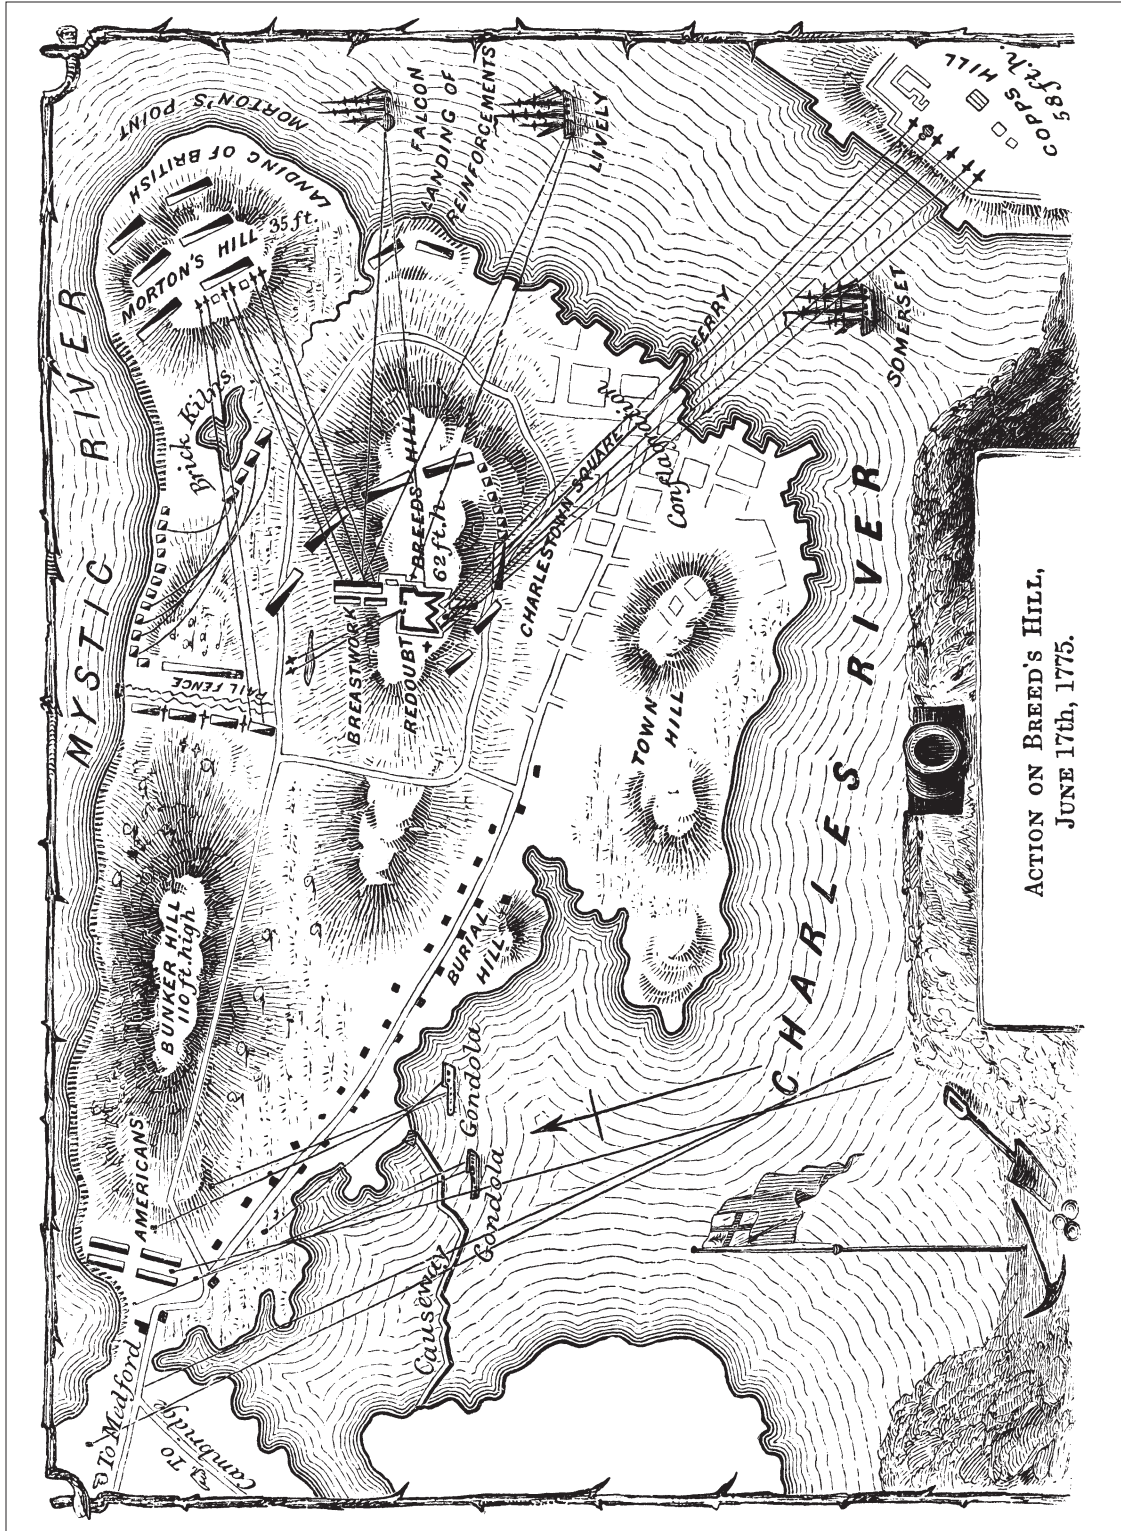 ACTION ON BREED'S HILL,
JUNE 17th, 1775.
MYSTIC RIVER
MORTON'S POINT
LANDING OF BRITISH
MORTON'S HILL
35 ft.
FALCON
LANDING OF
REINFORCEMENTS
LIVELY
COPPS HILL
58 ft.h.
SOMERSET
FERRY
Brick Kilns
BREEDS HILL
62 ft.h.
CHARLESTOWN SQUARE
Conflagration
BREASTWORK
REDOUBT
RAIL FENCE
TOWN
HILL
CHARLES RIVER
BUNKER HILL
110 ft. high
BURIAL
HILL
AMERICANS
Gondola
Gondola
Causeway
To Medford
To
Cambridge